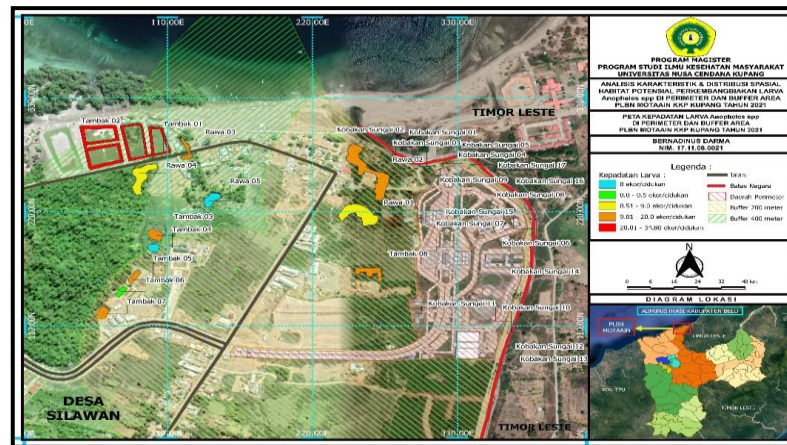 Tambak 02
Tambak 01
Rawa 03
Rawa 04
Rawa 05
Tambak 03
Tambak 04
Tambak 05
Tambak 06
Tambak 07
DESA
SILAWAN
TIMOR LESTE
Kobakan Sungai 02
Kobakan Sungai 01
Kobakan Sungai 03
Kobakan Sungai 05
Kobakan Sungai 04
Rawa 02
Kobakan Sungai 17
Kobakan Sungai 09
Kobakan Sungai 16
Kobakan Sungai 08
Rawa 01
Kobakan Sungai 15
Kobakan Sungai 07
Kobakan Sungai 06
Tambak 08
Kobakan Sungai 14
Kobakan Sungai 11
Kobakan Sungai 10
Kobakan Sungai 12
Kobakan Sungai 13
TIMOR LESTE
110,00E
220,00E
330,00E
110,00E
220,00E
330,00E
PROGRAM MAGISTER
PROGRAM STUDI ILMU KESEHATAN MASYARAKAT
UNIVERSITAS NUSA CENDANA KUPANG
ANALISIS KARAKTERISTIK & DISTRIBUSI SPASIAL
HABITAT POTENSIAL PERKEMBANGBIAKAN LARVA
Anopheles spp DI PERIMETER DAN BUFFER AREA
PLBN MOTAAIN KKP KUPANG TAHUN 2021
PETA KEPADATAN LARVA Anopheles spp
DI PERIMETER DAN BUFFER AREA
PLBN MOTAAIN KKP KUPANG TAHUN 2021
BERNADINUS DARMA
NIM. 17.11.08.0021
Legenda :
Kepadatan Larva :
0 ekor/cidukan
0.0 - 0.5 ekor/cidukan
0.51 - 9.0 ekor/cidukan
9.01 - 20.0 ekor/cidukan
20.01 - 31.80 ekor/cidukan
Jalan
Batas Negara
Daerah Perimeter
Buffer 200 meter
Buffer 400 meter
N
DIAGRAM LOKASI
ADMINISTRASI KABUPATEN BELU
PLBN
MOTAAIN
TIMOR LESTE